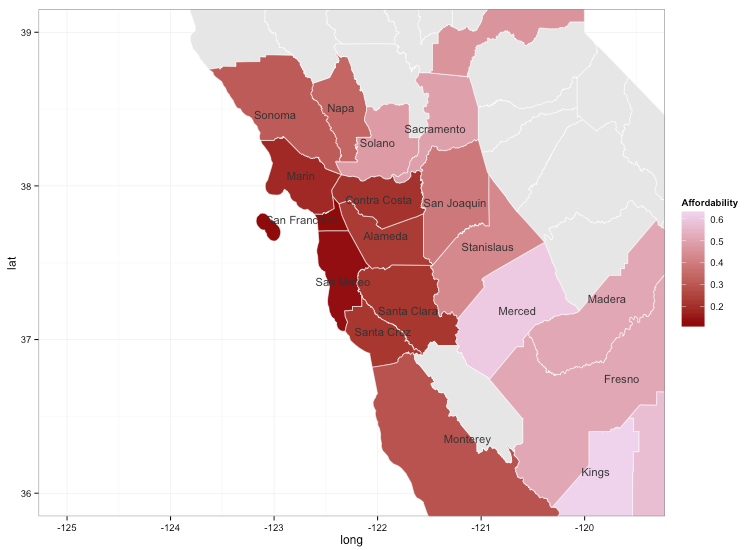 39
38
37
36
lat
Sonoma
Napa
Solano
Sacramento
Marin
Contra Costa
San Joaquin
San Franc
Alameda
Stanislaus
San Mateo
Santa Clara
Merced
Madera
Santa Cruz
Fresno
Monterey
Kings
-125
-124
-123
-122
-121
-120
long
Affordability
0.6
0.5
0.4
0.3
0.2